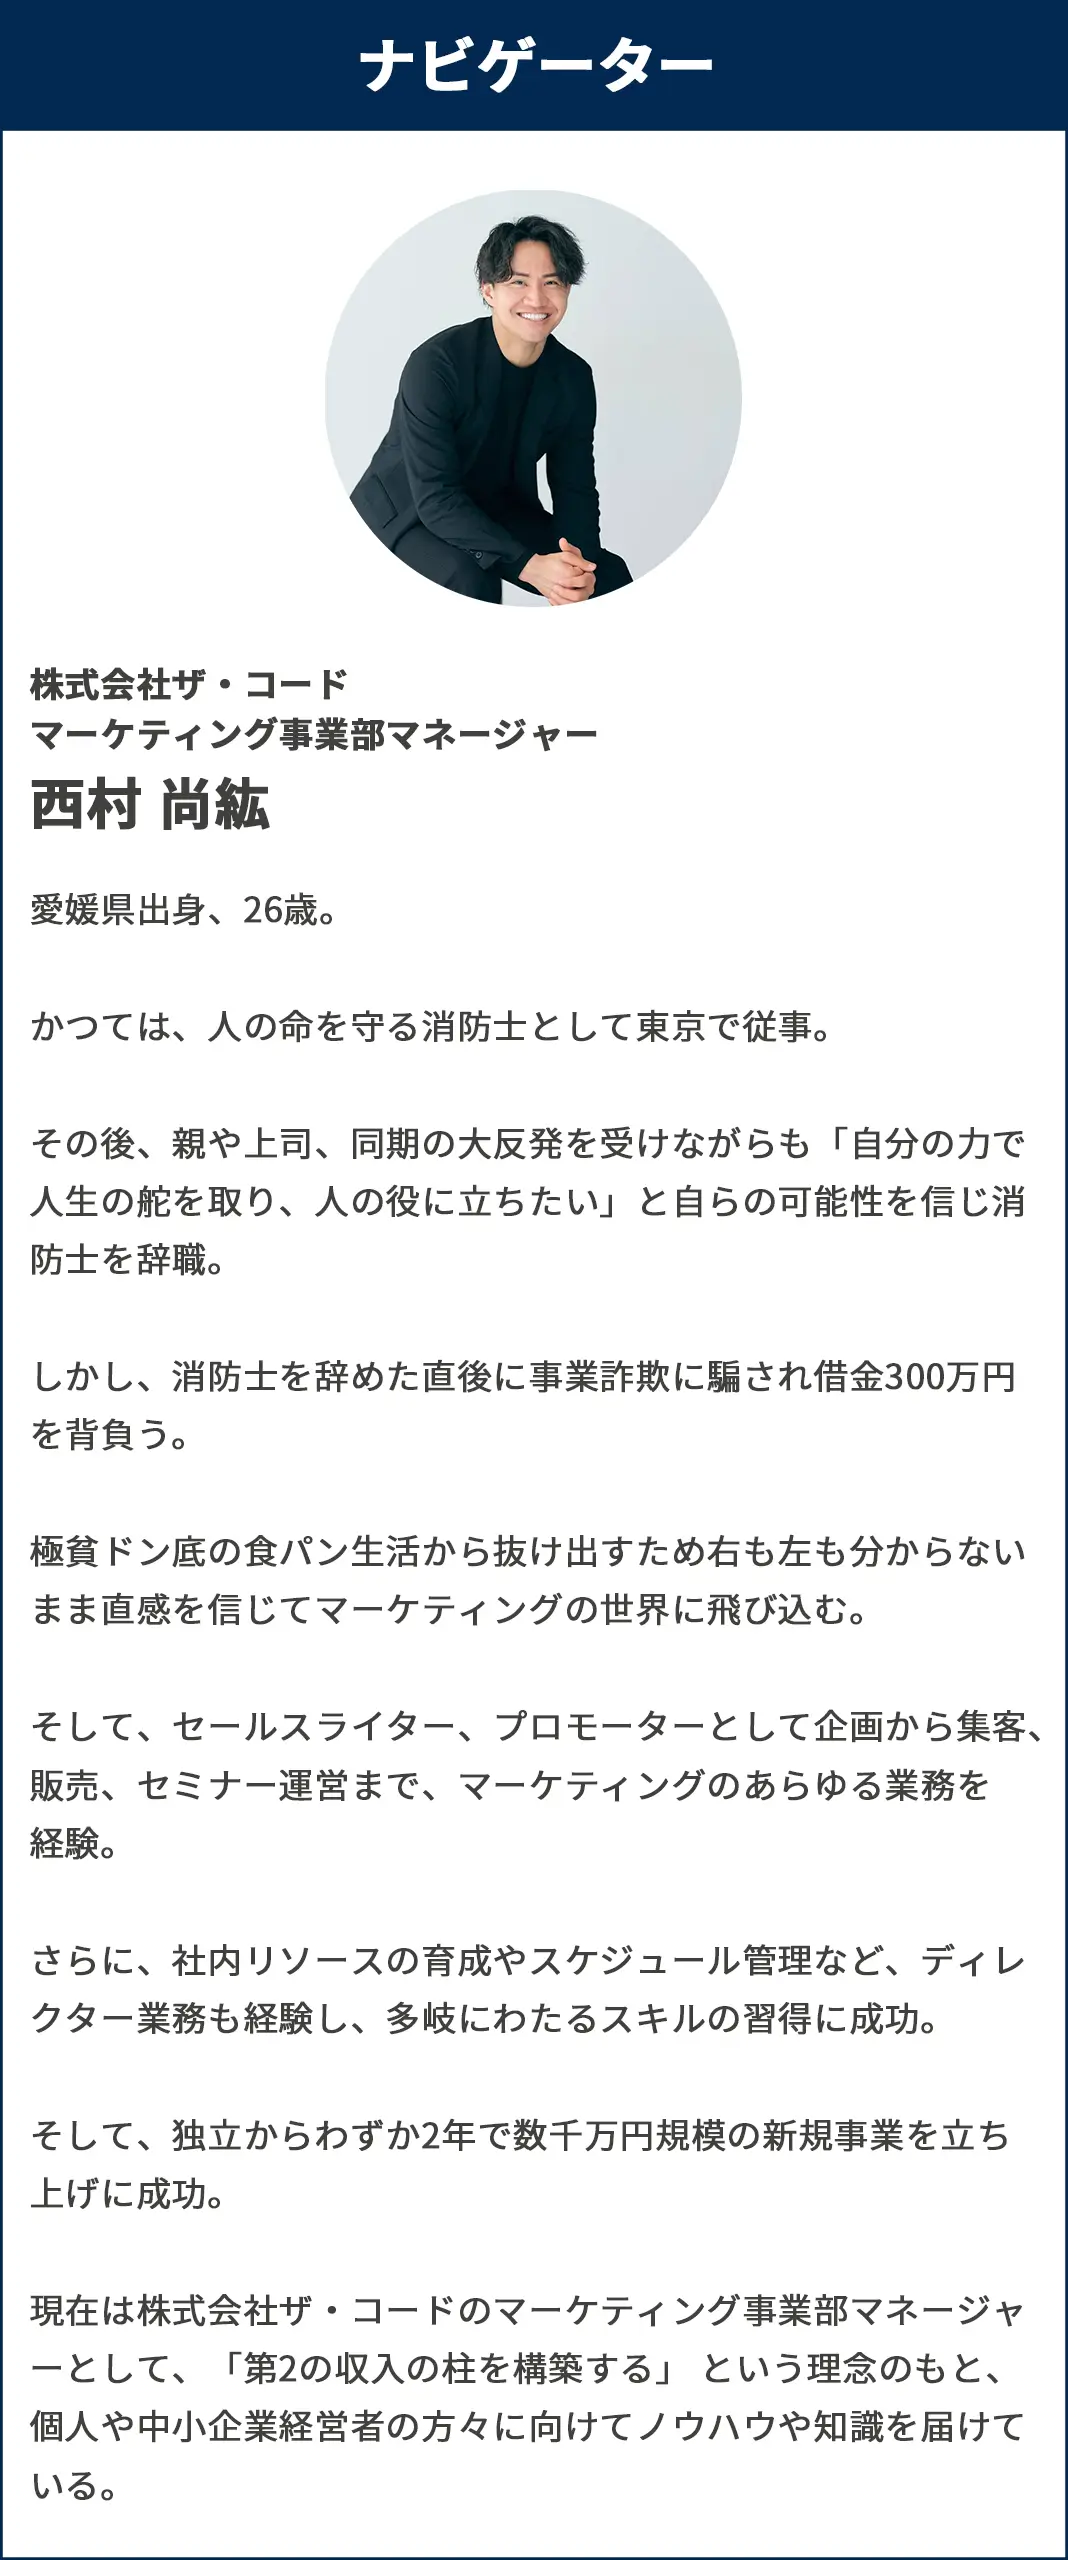 ナビゲーター
株式会社ザ・コード
マーケティング事業部マネージャー
西村 尚紘
愛媛県出身、26歳。
かつては、人の命を守る消防士として東京で従事。
その後、親や上司、同期の大反発を受けながらも「自分の力で
人生の舵を取り、人の役に立ちたい」と自らの可能性を信じ消
防士を辞職。
しかし、消防士を辞めた直後に事業詐欺に騙され借金300万円
を背負う。
極貧ドン底の食パン生活から抜け出すため右も左も分からない
まま直感を信じてマーケティングの世界に飛び込む。
そして、セールスライター、プロモーターとして企画から集客、
販売、セミナー運営まで、マーケティングのあらゆる業務を
経験。
さらに、社内リソースの育成やスケジュール管理など、ディレ
クター業務も経験し、多岐にわたるスキルの習得に成功。
そして、独立からわずか2年で数千万円規模の新規事業を立ち
上げに成功。
現在は株式会社ザ・コードのマーケティング事業部マネージャ
ーとして、「第2の収入の柱を構築する」 という理念のもと、
個人や中小企業経営者の方々に向けてノウハウや知識を届けて
いる。